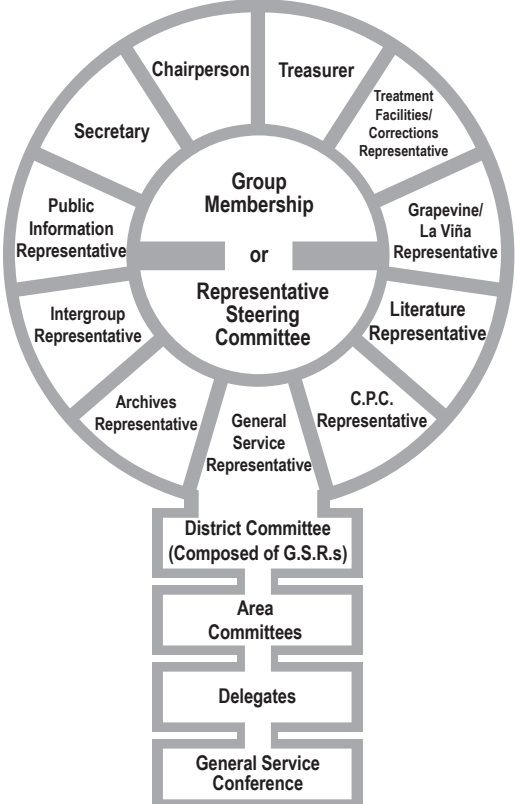 Chairperson
Treasurer
Treatment
Facilities/
Corrections
Representative
Secretary
Group
Membership
Public
Information
Representative
Grapevine/
La Viña
Representative
or
Representative
Steering
Committee
Intergroup
Representative
Literature
Representative
Archives
Representative
General
Service
Representative
C.P.C.
Representative
District Committee
(Composed of G.S.R.s)
Area
Committees
Delegates
General Service
Conference